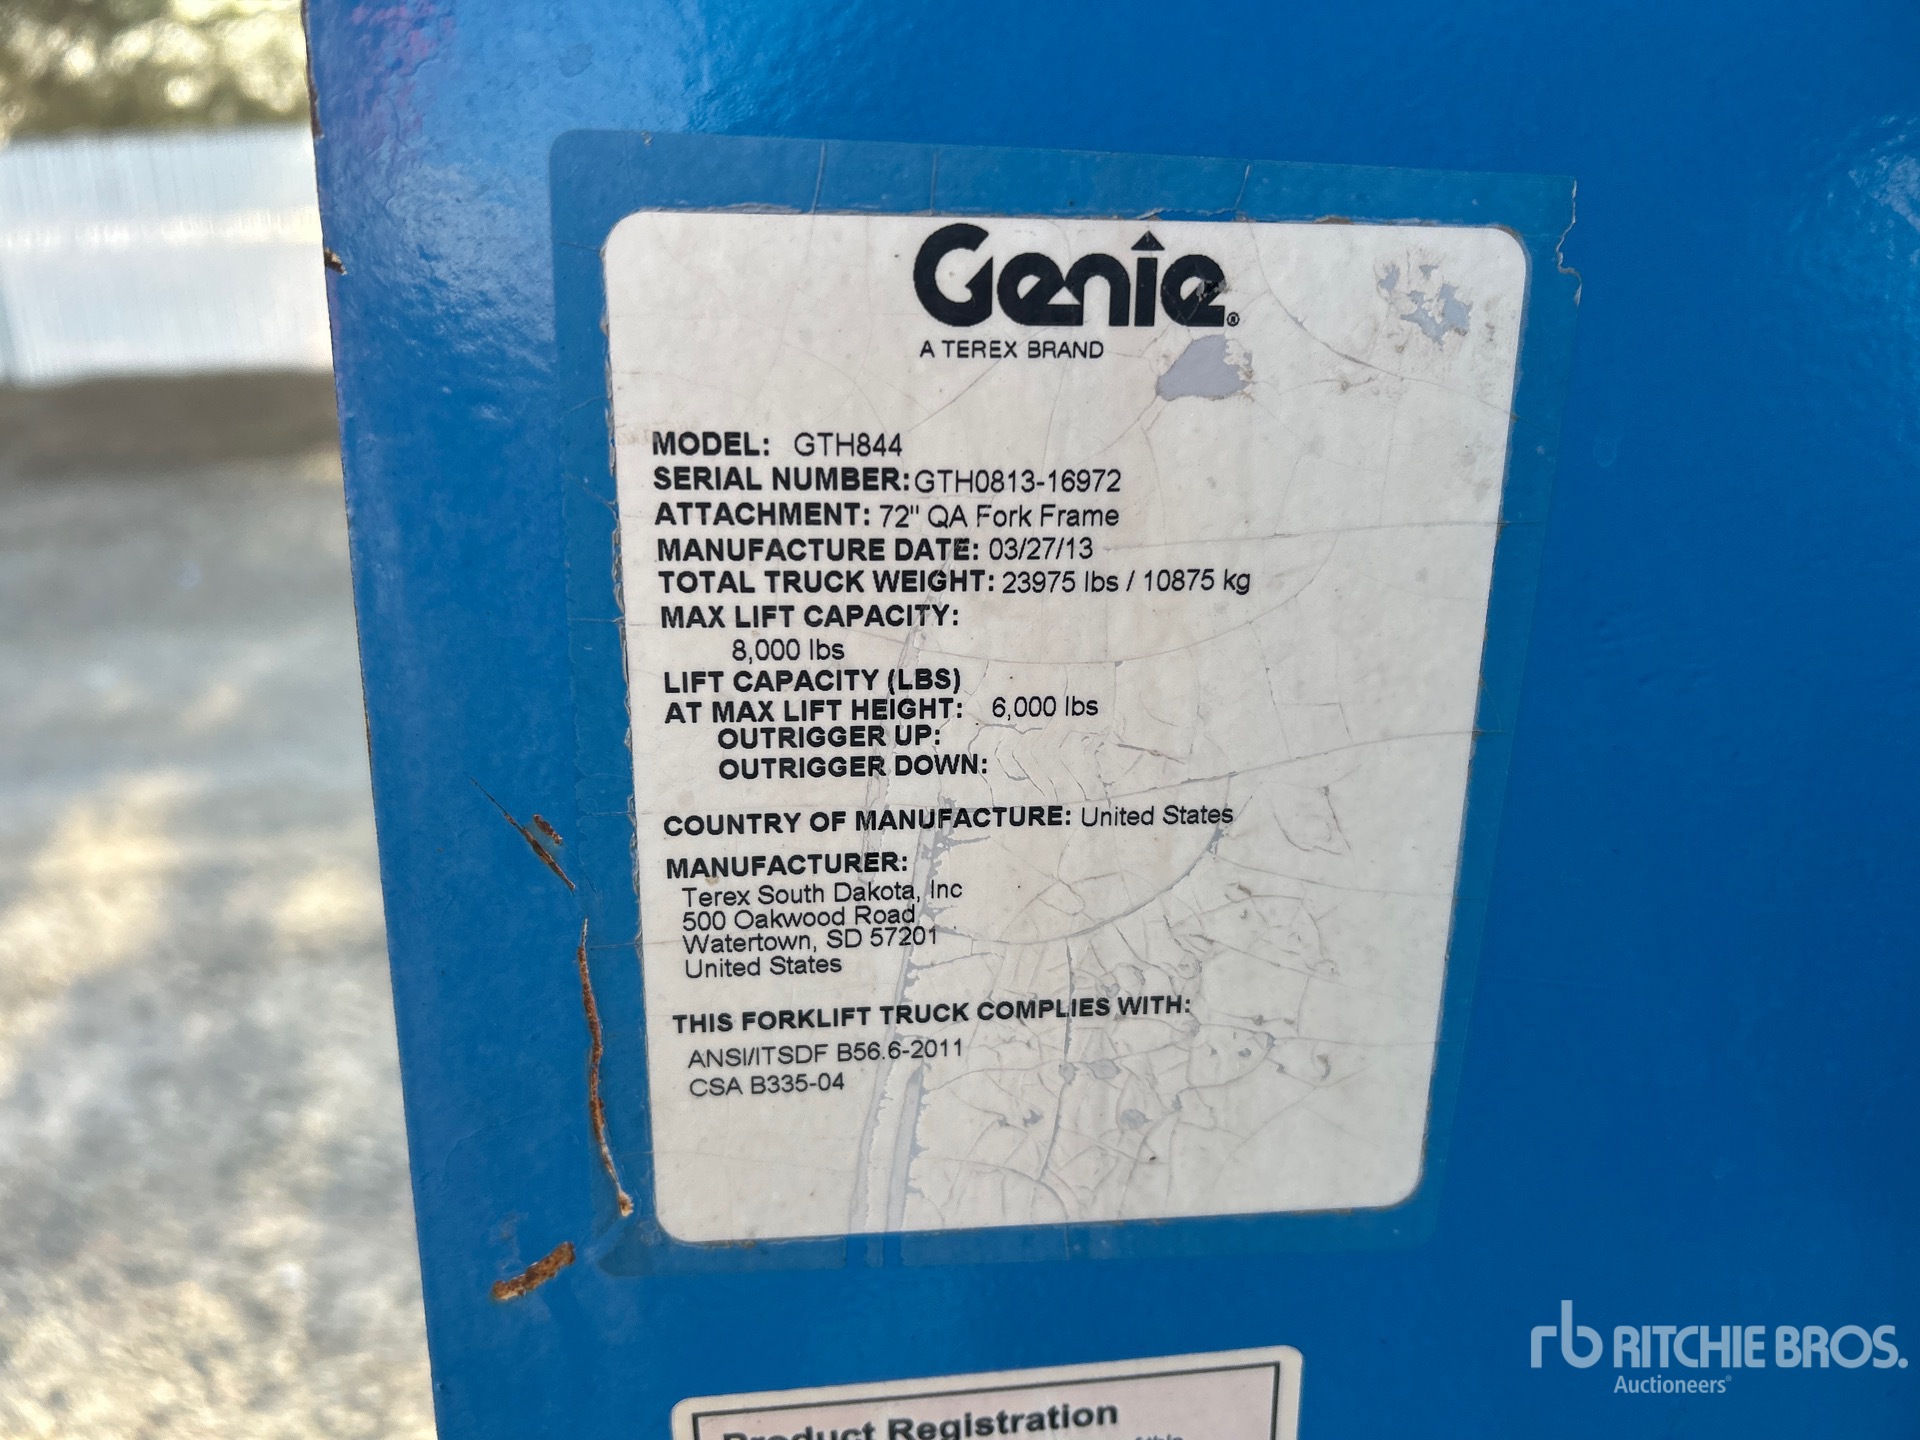 Genie®
A TEREX BRAND
MODEL: GTH844
SERIAL NUMBER: GTH0813-16972
ATTACHMENT: 72" QA Fork Frame
MANUFACTURE DATE: 03/27/13
TOTAL TRUCK WEIGHT: 23975 lbs / 10875 kg
MAX LIFT CAPACITY:
8,000 lbs
LIFT CAPACITY (LBS)
AT MAX LIFT HEIGHT: 6,000 lbs
OUTRIGGER UP:
OUTRIGGER DOWN:
COUNTRY OF MANUFACTURE: United States
MANUFACTURER:
Terex South Dakota, Inc
500 Oakwood Road
Watertown, SD 57201
United States
THIS FORKLIFT TRUCK COMPLIES WITH:
ANSI/ITSDF B56.6-2011
CSA B335-04
Product Registration
rb RITCHIE BROS.
Auctioneers®